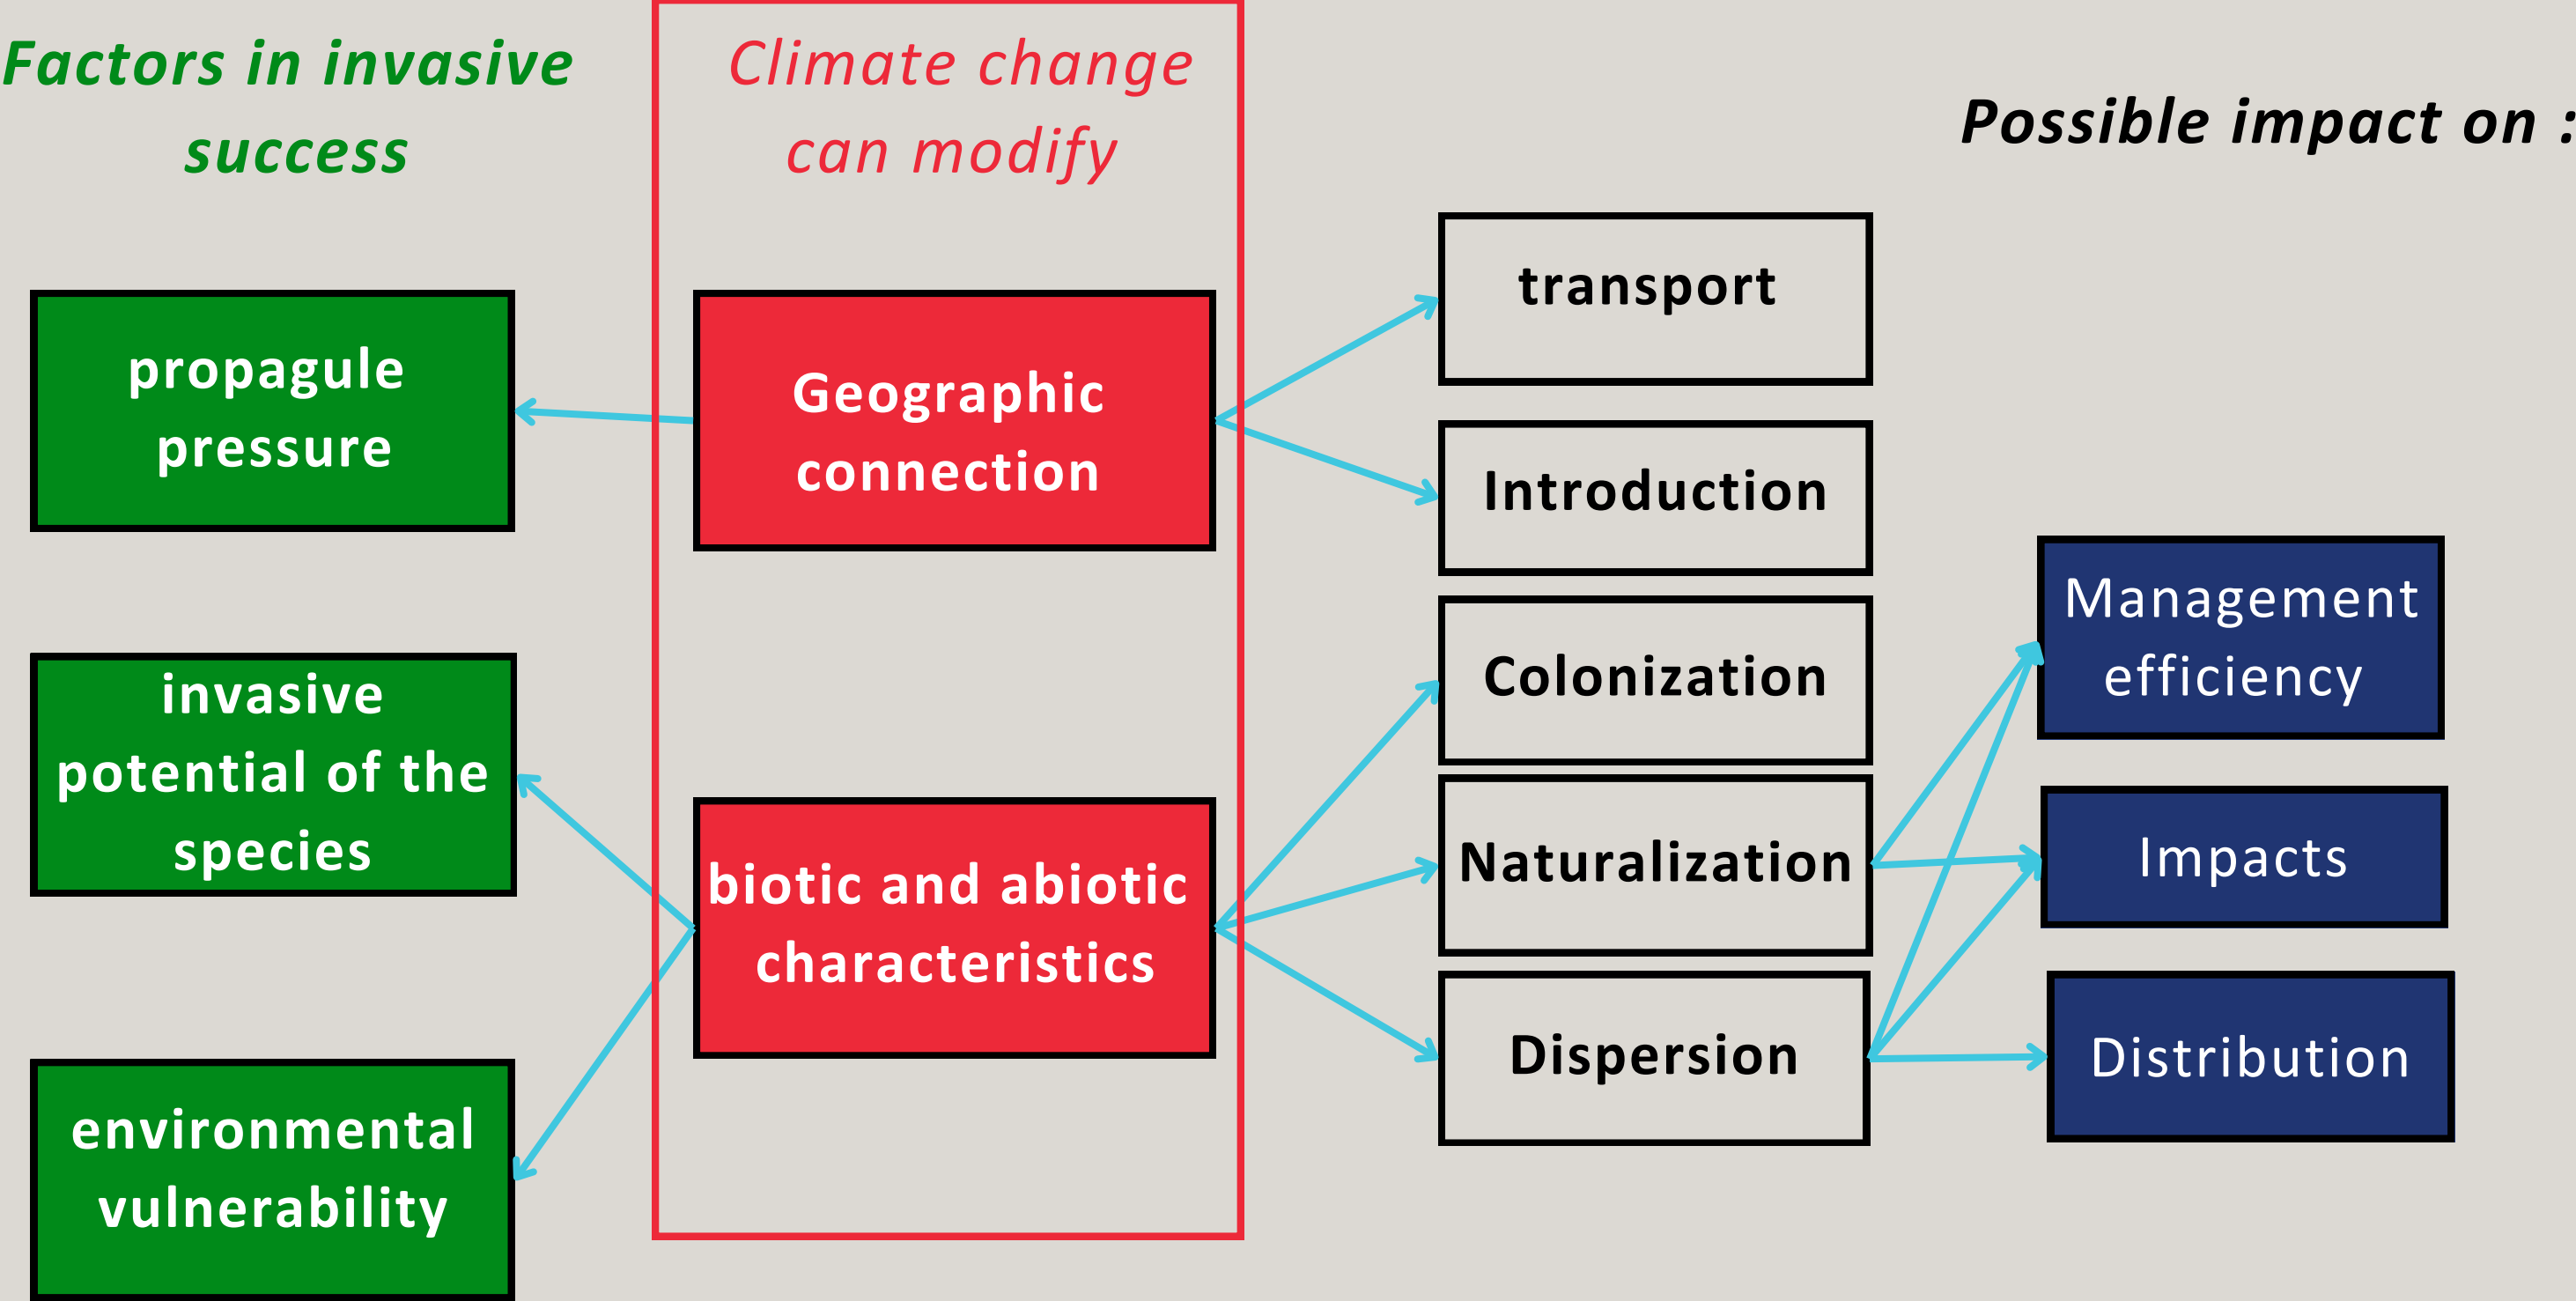 Factors in invasive
success
Climate change
can modify
Possible impact on :
propagule
pressure
invasive
potential of the
species
environmental
vulnerability
Geographic
connection
biotic and abiotic
characteristics
transport
Introduction
Colonization
Naturalization
Dispersion
Management
efficiency
Impacts
Distribution